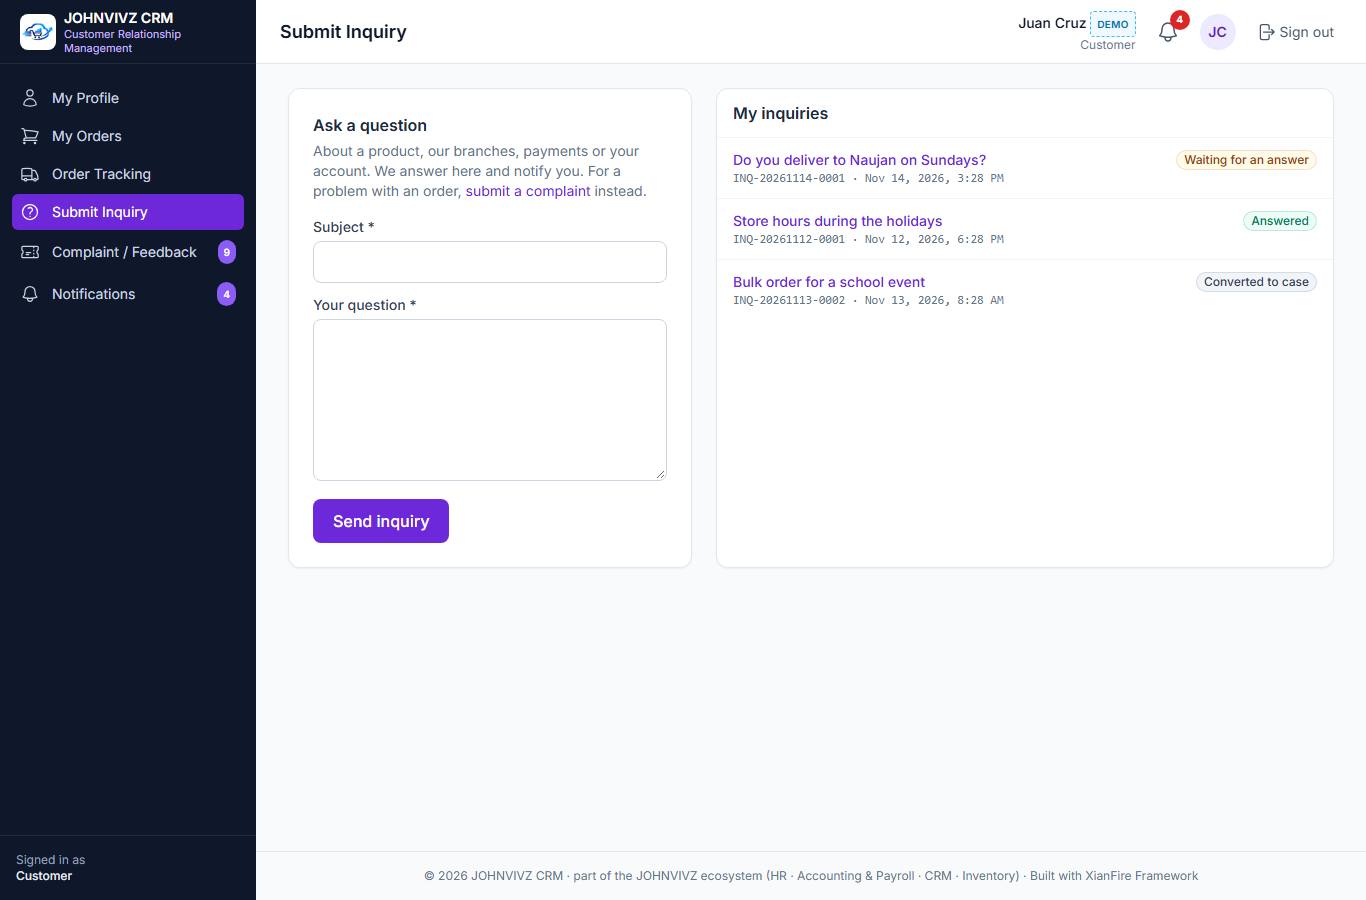 JOHNVIVZ CRM
Customer Relationship
Management
My Profile
My Orders
Order Tracking
Submit Inquiry
Complaint / Feedback 9
Notifications 4
Signed in as
Customer
Submit Inquiry
Juan Cruz DEMO
Customer
4
JC
Sign out
Ask a question
About a product, our branches, payments or your
account. We answer here and notify you. For a
problem with an order, submit a complaint instead.
Subject *
Your question *
Send inquiry
My inquiries
Do you deliver to Naujan on Sundays? Waiting for an answer
INQ-20261114-0001 · Nov 14, 2026, 3:28 PM
Store hours during the holidays Answered
INQ-20261112-0001 · Nov 12, 2026, 6:28 PM
Bulk order for a school event Converted to case
INQ-20261113-0002 · Nov 13, 2026, 8:28 AM
© 2026 JOHNVIVZ CRM · part of the JOHNVIVZ ecosystem (HR · Accounting & Payroll · CRM · Inventory) · Built with XianFire Framework